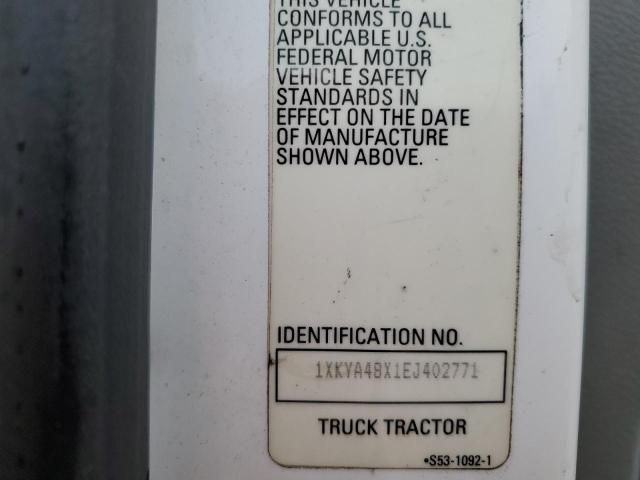 THIS VEHICLE
CONFORMS TO ALL
APPLICABLE U.S.
FEDERAL MOTOR
VEHICLE SAFETY
STANDARDS IN
EFFECT ON THE DATE
OF MANUFACTURE
SHOWN ABOVE.
IDENTIFICATION NO.
1XKYA48X1EJ402771
TRUCK TRACTOR
•S53-1092-1